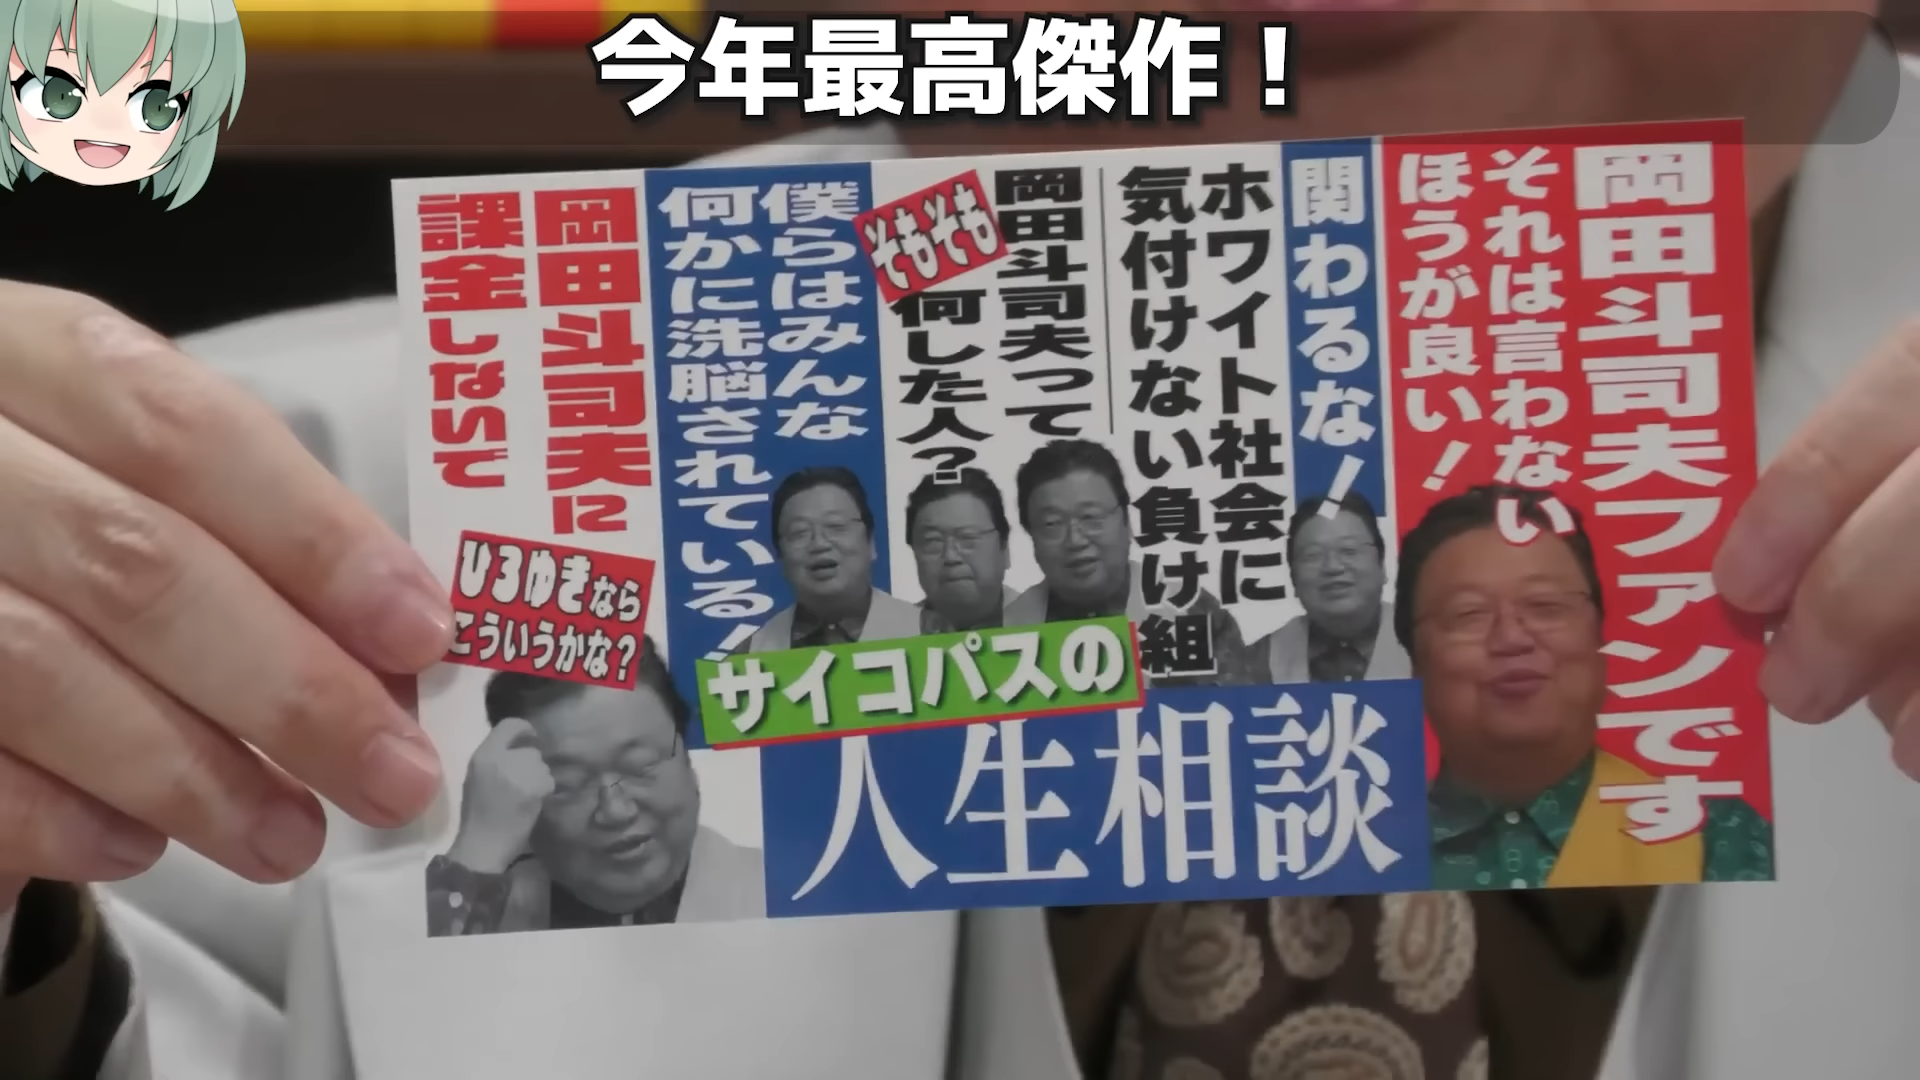 今年最高傑作！
岡田斗司夫ファンです
それは言わない
ほうが良い！
関わるな！
ホワイト社会に
気付けない負け組
岡田斗司夫って
そもそも
何した人？
僕らはみんな
何かに洗脳されている！
岡田斗司夫に
課金しないで
ひろゆきなら
こういうかな？
サイコパスの
人生相談